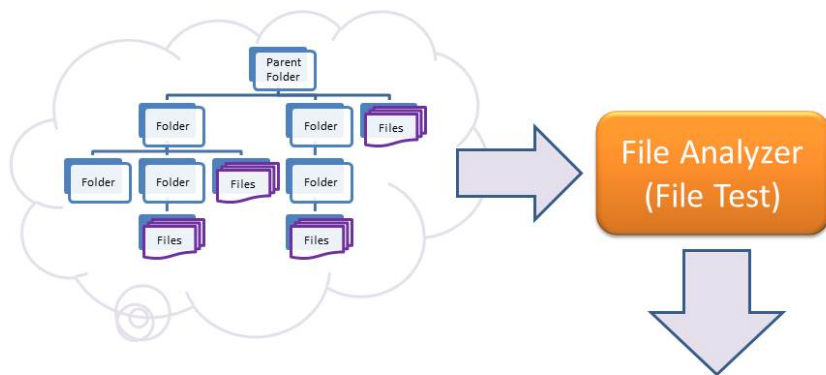 Parent
Folder
Folder
Folder
Files
Folder
Folder
Files
Folder
Files
Files
File Analyzer
(File Test)